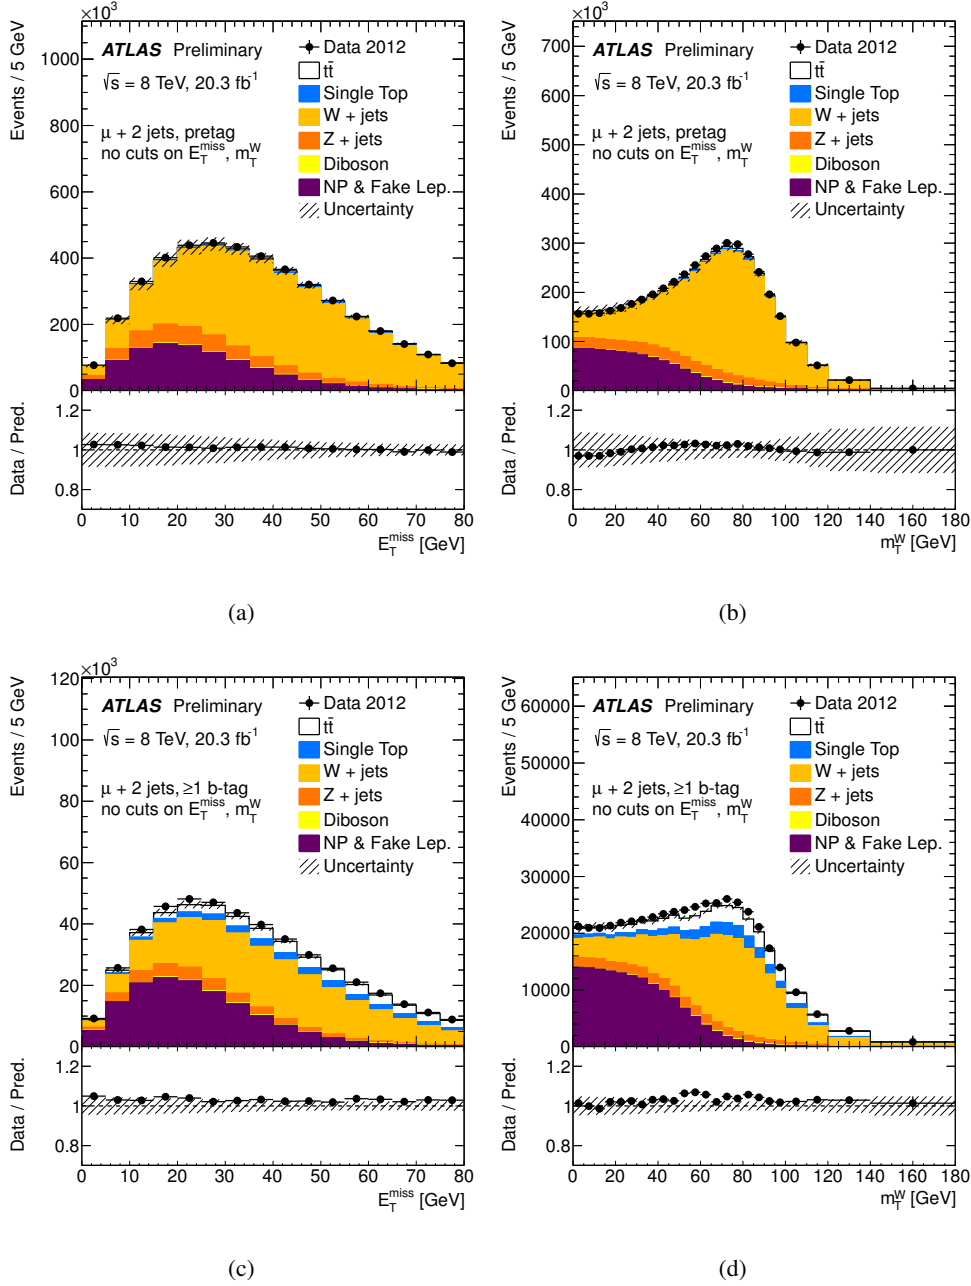 ×10³
Events / 5 GeV
1000
800
600
400
200
0
ATLAS Preliminary
√s = 8 TeV, 20.3 fb⁻¹
μ + 2 jets, pretag
no cuts on E_T^miss, m_T^W
Data 2012
tt̄
Single Top
W + jets
Z + jets
Diboson
NP & Fake Lep.
Uncertainty
Data / Pred.
1.2
1
0.8
0 10 20 30 40 50 60 70 80
E_T^miss [GeV]
(a)
×10³
Events / 5 GeV
700
600
500
400
300
200
100
0
ATLAS Preliminary
√s = 8 TeV, 20.3 fb⁻¹
μ + 2 jets, pretag
no cuts on E_T^miss, m_T^W
Data 2012
tt̄
Single Top
W + jets
Z + jets
Diboson
NP & Fake Lep.
Uncertainty
Data / Pred.
1.2
1
0.8
0 20 40 60 80 100 120 140 160 180
m_T^W [GeV]
(b)
×10³
Events / 5 GeV
120
100
80
60
40
20
0
ATLAS Preliminary
√s = 8 TeV, 20.3 fb⁻¹
μ + 2 jets, ≥1 b-tag
no cuts on E_T^miss, m_T^W
Data 2012
tt̄
Single Top
W + jets
Z + jets
Diboson
NP & Fake Lep.
Uncertainty
Data / Pred.
1.2
1
0.8
0 10 20 30 40 50 60 70 80
E_T^miss [GeV]
(c)
Events / 5 GeV
60000
50000
40000
30000
20000
10000
0
ATLAS Preliminary
√s = 8 TeV, 20.3 fb⁻¹
μ + 2 jets, ≥1 b-tag
no cuts on E_T^miss, m_T^W
Data 2012
tt̄
Single Top
W + jets
Z + jets
Diboson
NP & Fake Lep.
Uncertainty
Data / Pred.
1.2
1
0.8
0 20 40 60 80 100 120 140 160 180
m_T^W [GeV]
(d)